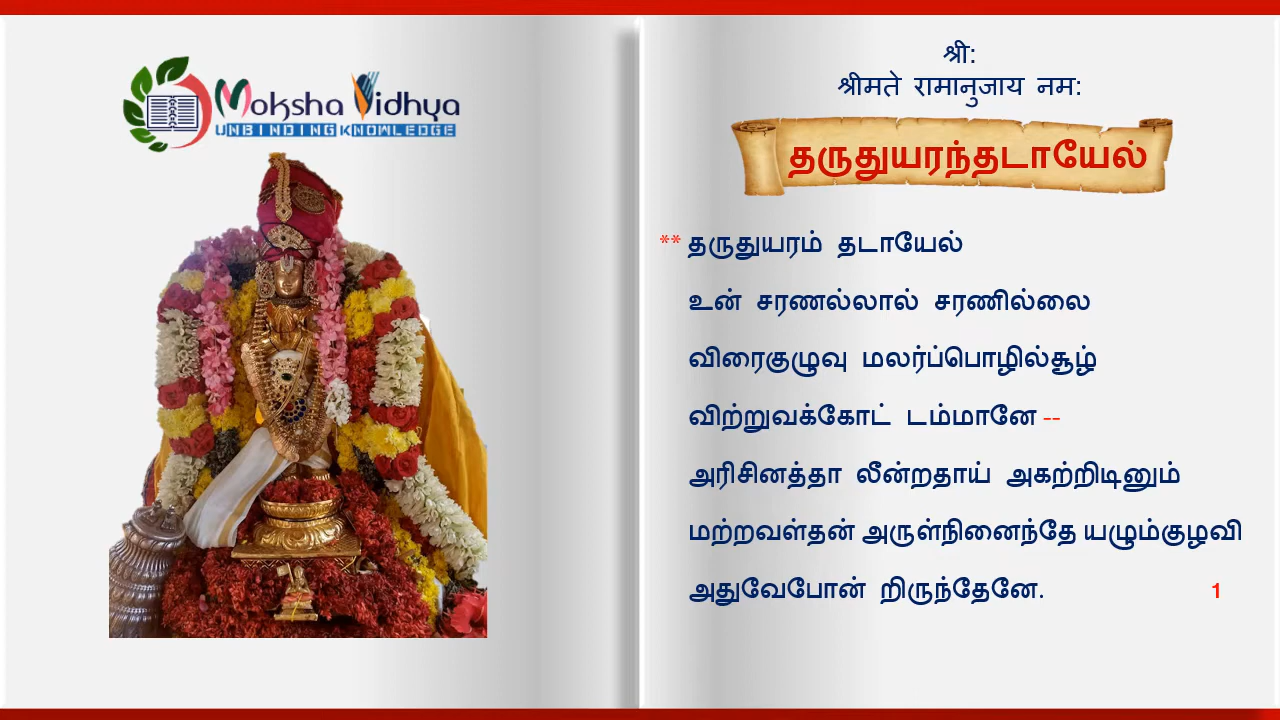 Moksha Vidhya
UNBINDING KNOWLEDGE
श्री:
श्रीमते रामानुजाय नम:
தருதுயரந்தடாயேல்
** தருதுயரம் தடாயேல்
உன் சரணல்லால் சரணில்லை
விரைகுழுவு மலர்ப்பொழில்சூழ்
விற்றுவக்கோட் டம்மானே --
அரிசினத்தா லீன்றதாய் அகற்றிடினும்
மற்றவள்தன் அருள்நினைந்தே யழும்குழவி
அதுவேபோன் றிருந்தேனே. 1